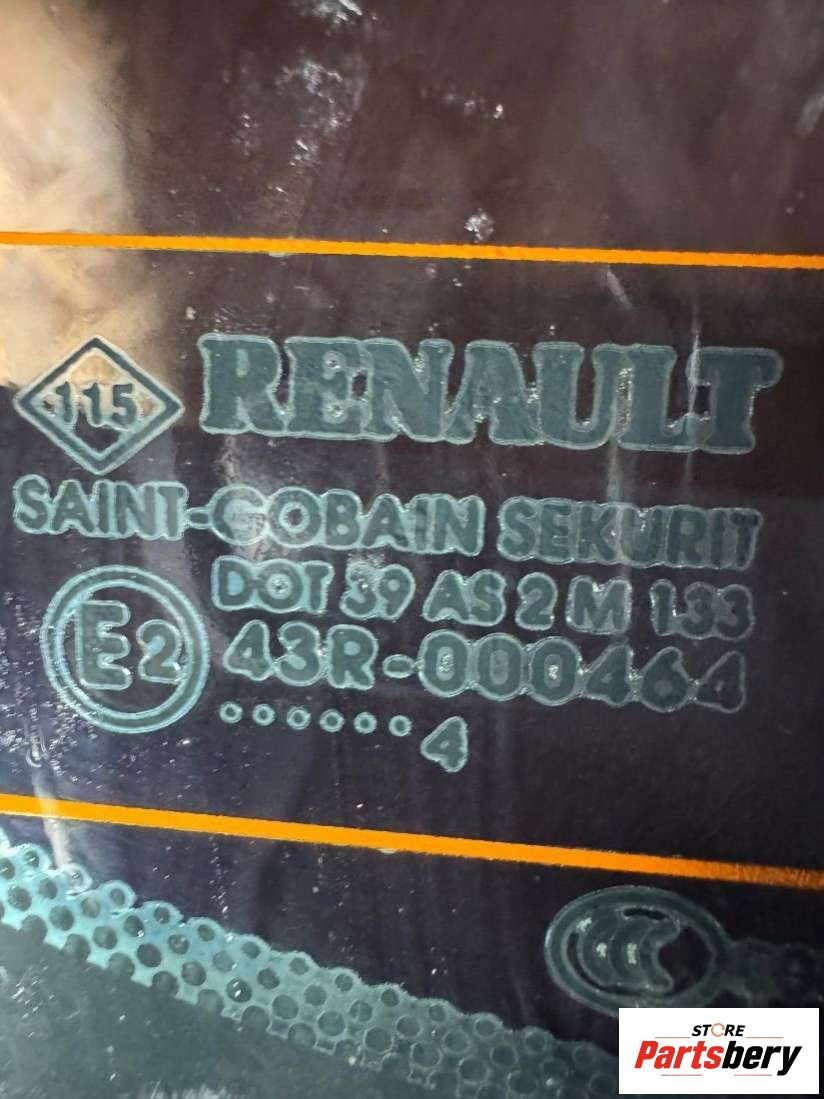 115
RENAULT
SAINT-GOBAIN SEKURIT
DOT 39 AS 2 M 133
E2
43R-000464
...... 4
STORE
Partsbery